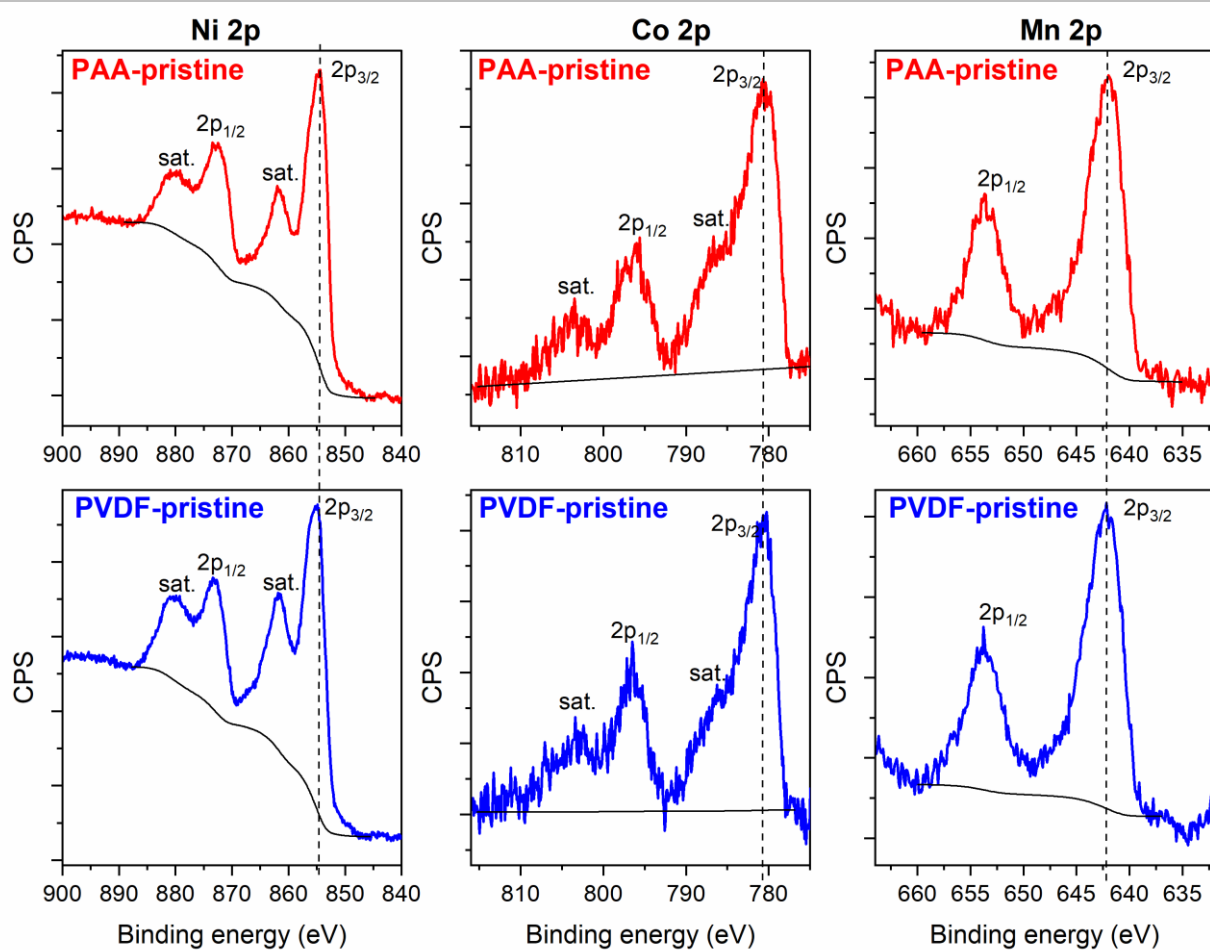 Ni 2p
Co 2p
Mn 2p
PAA-pristine
2p3/2
2p1/2
sat.
sat.
CPS
900 890 880 870 860 850 840
PAA-pristine
2p3/2
sat.
2p1/2
sat.
CPS
810 800 790 780
PAA-pristine
2p3/2
2p1/2
CPS
660 655 650 645 640 635
PVDF-pristine
2p3/2
2p1/2
sat.
sat.
CPS
900 890 880 870 860 850 840
Binding energy (eV)
PVDF-pristine
2p3/2
2p1/2
sat.
sat.
CPS
810 800 790 780
Binding energy (eV)
PVDF-pristine
2p3/2
2p1/2
CPS
660 655 650 645 640 635
Binding energy (eV)